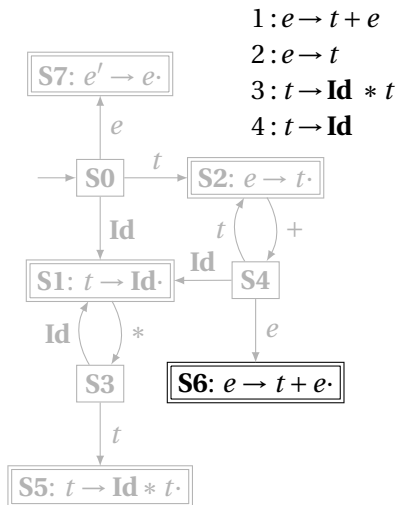 1 : e → t + e
2 : e → t
3 : t → Id ∗ t
4 : t → Id
S7: e′ → e·
e
t
S0
S2: e → t·
Id
t
+
Id
S1: t → Id·
S4
Id
∗
e
S3
S6: e → t + e·
t
S5: t → Id ∗ t·